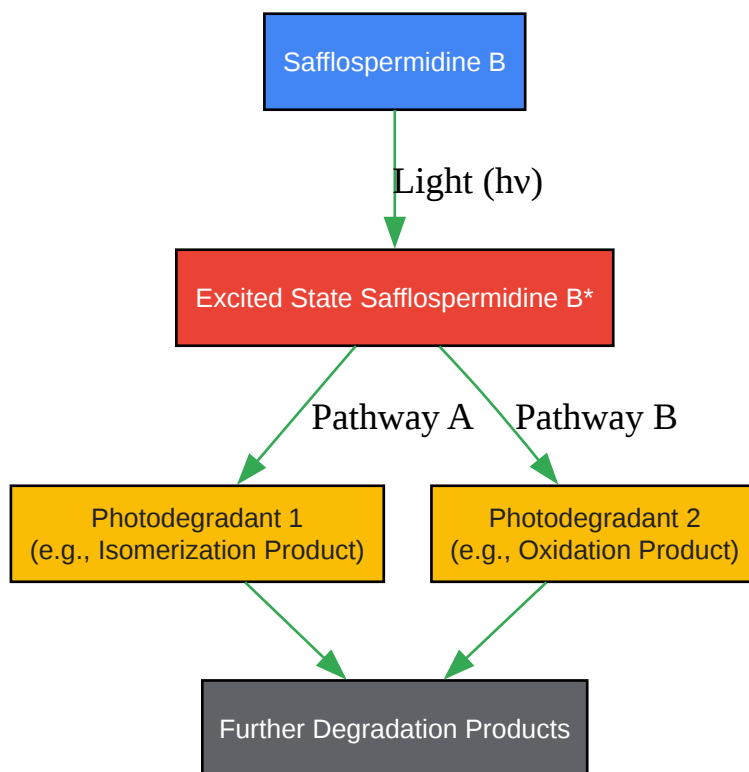 Safflospermidine B
Light (hν)
Excited State Safflospermidine B*
Pathway A
Pathway B
Photodegradant 1
(e.g., Isomerization Product)
Photodegradant 2
(e.g., Oxidation Product)
Further Degradation Products